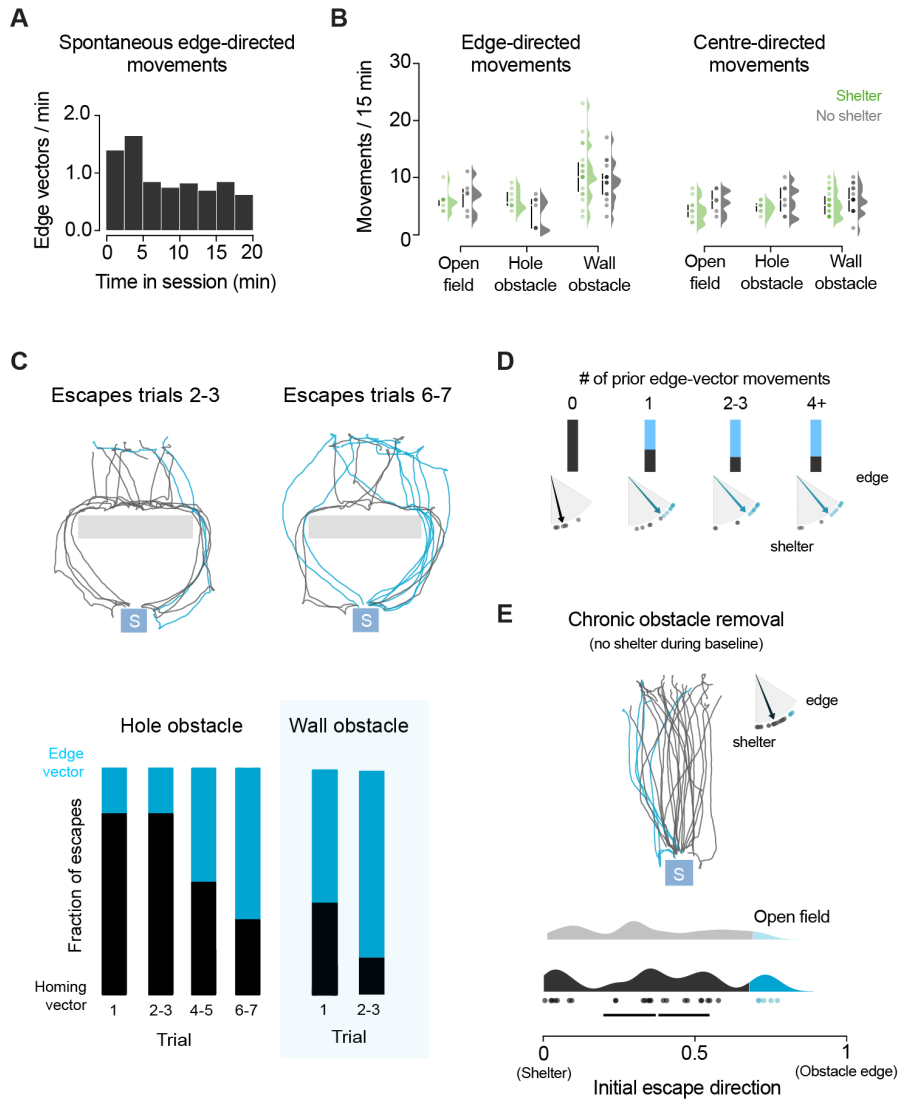 A
Spontaneous edge-directed
movements
Edge vectors / min
2.0
1.0
0.0
0 5 10 15 20
Time in session (min)
B
Edge-directed
movements
Centre-directed
movements
Shelter
No shelter
Movements / 15 min
30
20
10
0
Open
field
Hole
obstacle
Wall
obstacle
Open
field
Hole
obstacle
Wall
obstacle
C
Escapes trials 2-3
Escapes trials 6-7
S
S
Hole obstacle
Wall obstacle
Edge
vector
Fraction of escapes
Homing
vector
1 2-3 4-5 6-7
Trial
1 2-3
Trial
D
# of prior edge-vector movements
0 1 2-3 4+
edge
shelter
E
Chronic obstacle removal
(no shelter during baseline)
edge
shelter
S
Open field
0 0.5 1
(Shelter)
(Obstacle edge)
Initial escape direction